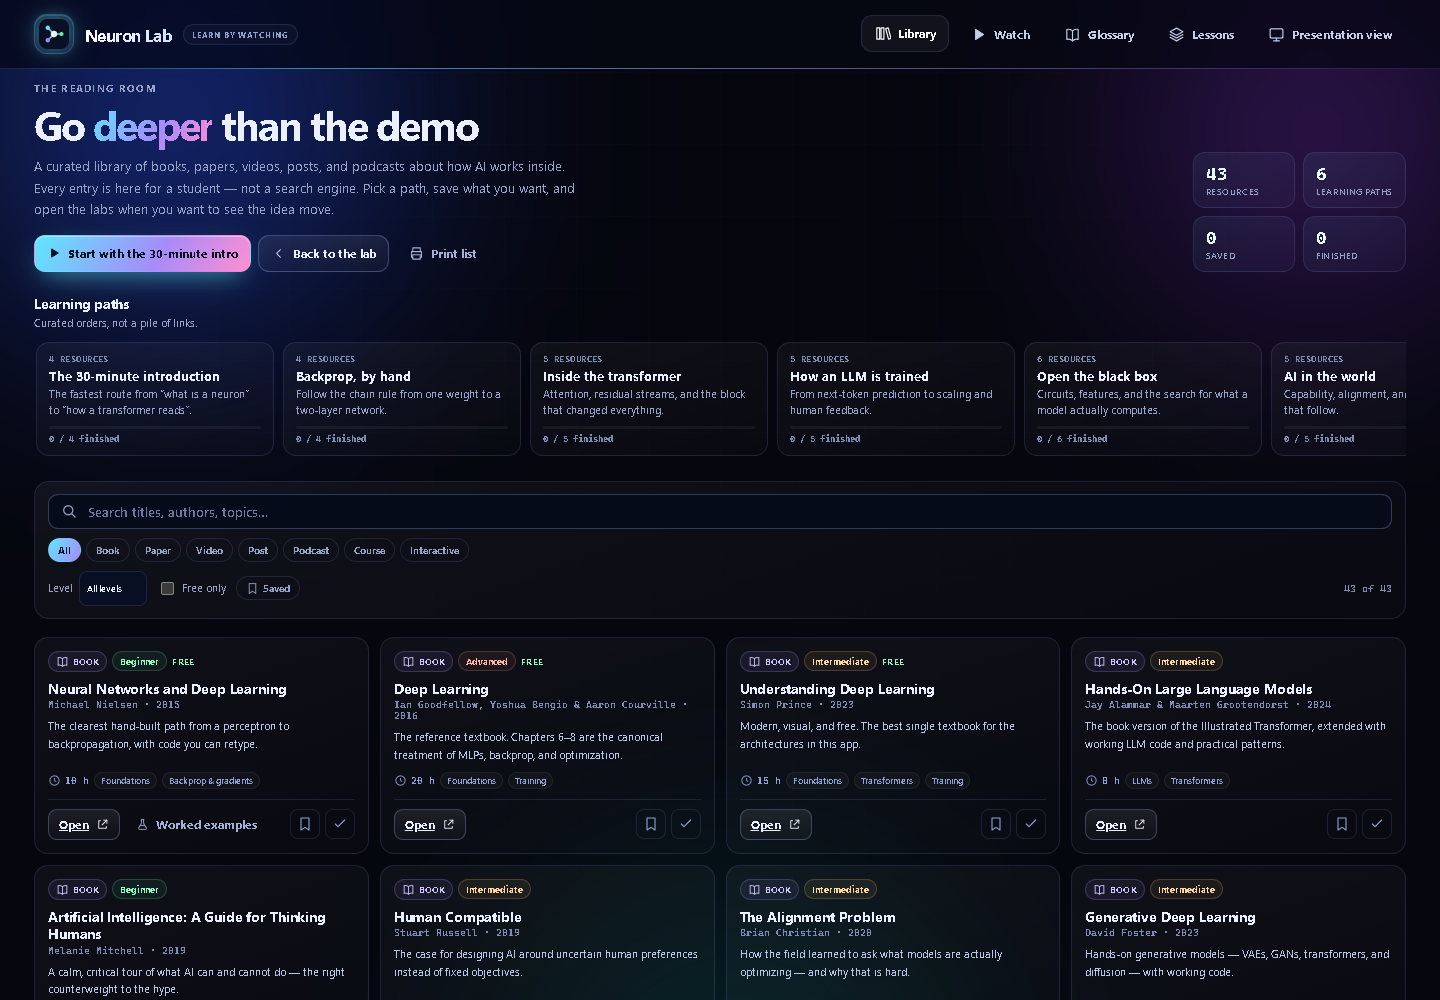 Neuron Lab
LEARN BY WATCHING
Library
Watch
Glossary
Lessons
Presentation view
THE READING ROOM
Go deeper than the demo
A curated library of books, papers, videos, posts, and podcasts about how AI works inside.
Every entry is here for a student — not a search engine. Pick a path, save what you want, and
open the labs when you want to see the idea move.
43
RESOURCES
6
LEARNING PATHS
0
SAVED
0
FINISHED
Start with the 30-minute intro
Back to the lab
Print list
Learning paths
Curated orders, not a pile of links.
4 RESOURCES
The 30-minute introduction
The fastest route from “what is a neuron”
to “how a transformer reads”.
0 / 4 finished
4 RESOURCES
Backprop, by hand
Follow the chain rule from one weight to a
two-layer network.
0 / 4 finished
5 RESOURCES
Inside the transformer
Attention, residual streams, and the block
that changed everything.
0 / 5 finished
5 RESOURCES
How an LLM is trained
From next-token prediction to scaling and
human feedback.
0 / 5 finished
6 RESOURCES
Open the black box
Circuits, features, and the search for what a
model actually computes.
0 / 6 finished
5 RESOURCES
AI in the world
Capability, alignment, and
that follow.
0 / 5 finished
Search titles, authors, topics...
All
Book
Paper
Video
Post
Podcast
Course
Interactive
Level
All levels
Free only
Saved
43 of 43
BOOK
Beginner
FREE
Neural Networks and Deep Learning
Michael Nielsen • 2015
The clearest hand-built path from a perceptron to
backpropagation, with code you can retype.
10 h
Foundations
Backprop & gradients
Open
Worked examples
BOOK
Advanced
FREE
Deep Learning
Ian Goodfellow, Yoshua Bengio & Aaron Courville •
2016
The reference textbook. Chapters 6–8 are the canonical
treatment of MLPs, backprop, and optimization.
20 h
Foundations
Training
Open
BOOK
Intermediate
FREE
Understanding Deep Learning
Simon Prince • 2023
Modern, visual, and free. The best single textbook for the
architectures in this app.
15 h
Foundations
Transformers
Training
Open
BOOK
Intermediate
Hands-On Large Language Models
Jay Alammar & Maarten Grootendorst • 2024
The book version of the Illustrated Transformer, extended with
working LLM code and practical patterns.
8 h
LLMs
Transformers
Open
BOOK
Beginner
Artificial Intelligence: A Guide for Thinking
Humans
Melanie Mitchell • 2019
A calm, critical tour of what AI can and cannot do — the right
counterweight to the hype.
BOOK
Intermediate
Human Compatible
Stuart Russell • 2019
The case for designing AI around uncertain human preferences
instead of fixed objectives.
BOOK
Intermediate
The Alignment Problem
Brian Christian • 2020
How the field learned to ask what models are actually
optimizing — and why that is hard.
BOOK
Intermediate
Generative Deep Learning
David Foster • 2023
Hands-on generative models — VAEs, GANs, transformers, and
diffusion — with working code.